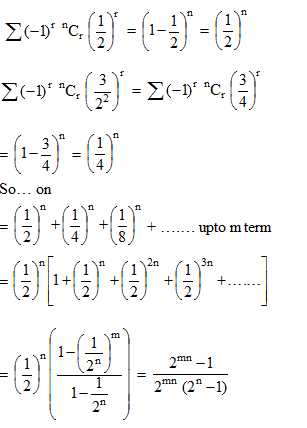 ∑(−1)^r ^nC_r (1/2)^r = (1−1/2)^n = (1/2)^n
∑(−1)^r ^nC_r (3/2^2)^r = ∑(−1)^r ^nC_r (3/4)^r
= (1−3/4)^n = (1/4)^n
So... on
= (1/2)^n + (1/4)^n + (1/8)^n + ....... upto m term
= (1/2)^n [1+(1/2)^n + (1/2)^2n + (1/2)^3n +.......]
= (1/2)^n ((1−(1/2^n)^m)/(1−1/2^n)) = (2^mn −1)/(2^mn (2^n −1))